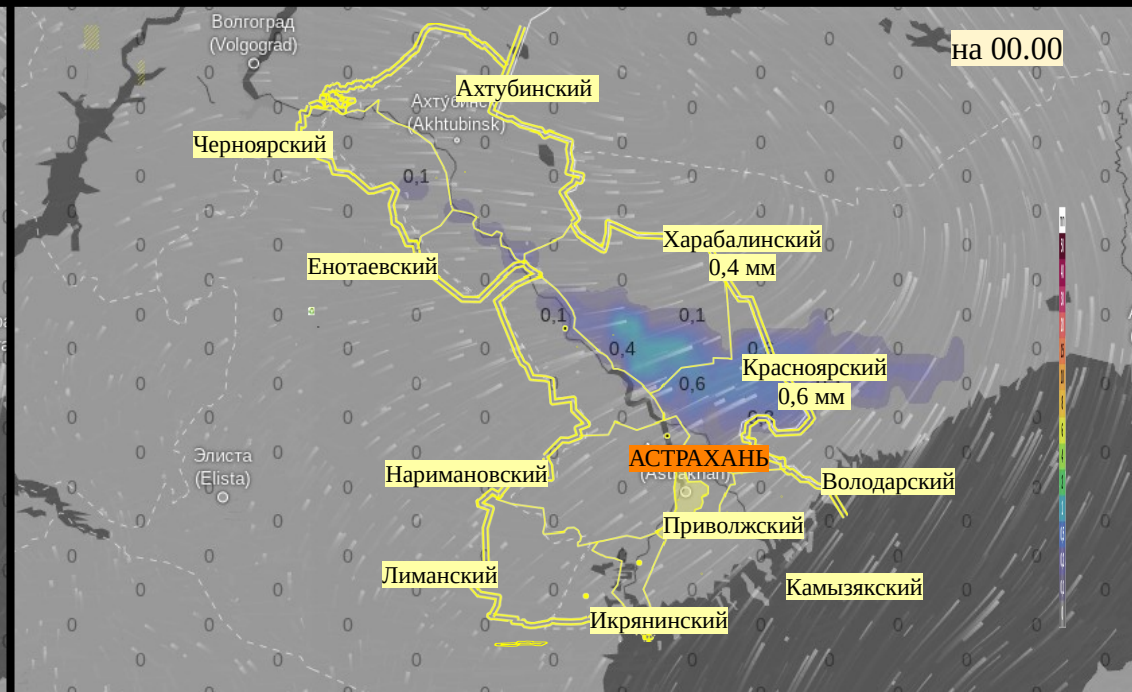 Волгоград
(Volgograd)
на 00.00
Ахтубинский
(Akhtubinsk)
Черноярский
0,1
Харабалинский
0,4 мм
Енотаевский
0,1
0,1
0,4
Красноярский
0,6
0,6 мм
Элиста
(Elista)
АСТРАХАНЬ
(Astrakhan)
Наримановский
Володарский
Приволжский
Лиманский
Камызякский
Икрянинский